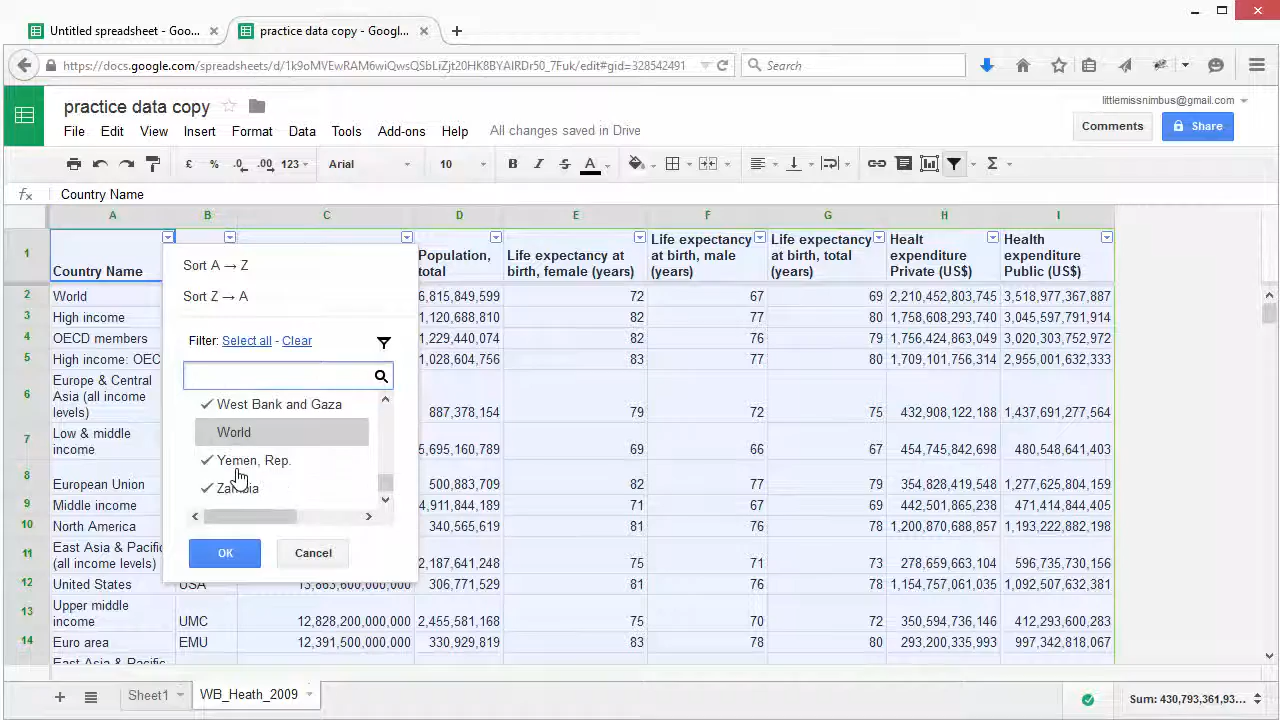 Untitled spreadsheet - Goo...
practice data copy - Googl...
https://docs.google.com/spreadsheets/d/1k9oMVEwRAM6wiQwsQSbLiZjt20HK8BYAIRDr50_7Fuk/edit#gid=328542491
Search
practice data copy
littlemissnimbus@gmail.com
File Edit View Insert Format Data Tools Add-ons Help All changes saved in Drive
Comments
Share
£ % .0 .00 123 Arial 10 B I S A Σ
fx Country Name
A B C D E F G H I
1 Country Name
Population, total
Life expectancy at birth, female (years)
Life expectancy at birth, male (years)
Life expectancy at birth, total (years)
Healt expenditure Private (US$)
Health expenditure Public (US$)
2 World 6,815,849,599 72 67 69 2,210,452,803,745 3,518,977,367,887
3 High income 1,120,688,810 82 77 80 1,758,608,293,740 3,045,597,791,914
4 OECD members 1,229,440,074 82 76 79 1,756,424,863,049 3,020,303,752,972
5 High income: OEC 1,028,604,756 83 77 80 1,709,101,756,314 2,955,001,632,333
6 Europe & Central Asia (all income levels) 887,378,154 79 72 75 432,908,122,188 1,437,691,277,564
7 Low & middle income 5,695,160,789 69 66 67 454,745,842,698 480,548,641,403
8 European Union 500,883,709 82 77 79 354,828,419,548 1,277,625,804,159
9 Middle income 4,911,844,189 71 67 69 442,501,865,238 471,414,844,405
10 North America 340,565,619 81 76 78 1,200,870,688,857 1,193,222,882,198
11 East Asia & Pacific (all income levels) 2,187,641,248 75 71 73 278,659,663,104 596,735,730,156
12 United States USA 13,863,600,000,000 306,771,529 81 76 78 1,154,757,061,035 1,092,507,632,381
13 Upper middle income UMC 12,828,200,000,000 2,455,581,168 74 70 72 350,594,736,146 412,293,600,283
14 Euro area EMU 12,391,500,000,000 330,929,819 83 78 80 293,200,335,993 997,342,818,067
East Asia & Pacific
Sort A → Z
Sort Z → A
Filter: Select all - Clear
West Bank and Gaza
World
Yemen, Rep.
Zambia
OK
Cancel
Sheet1
WB_Heath_2009
Sum: 430,793,361,93...